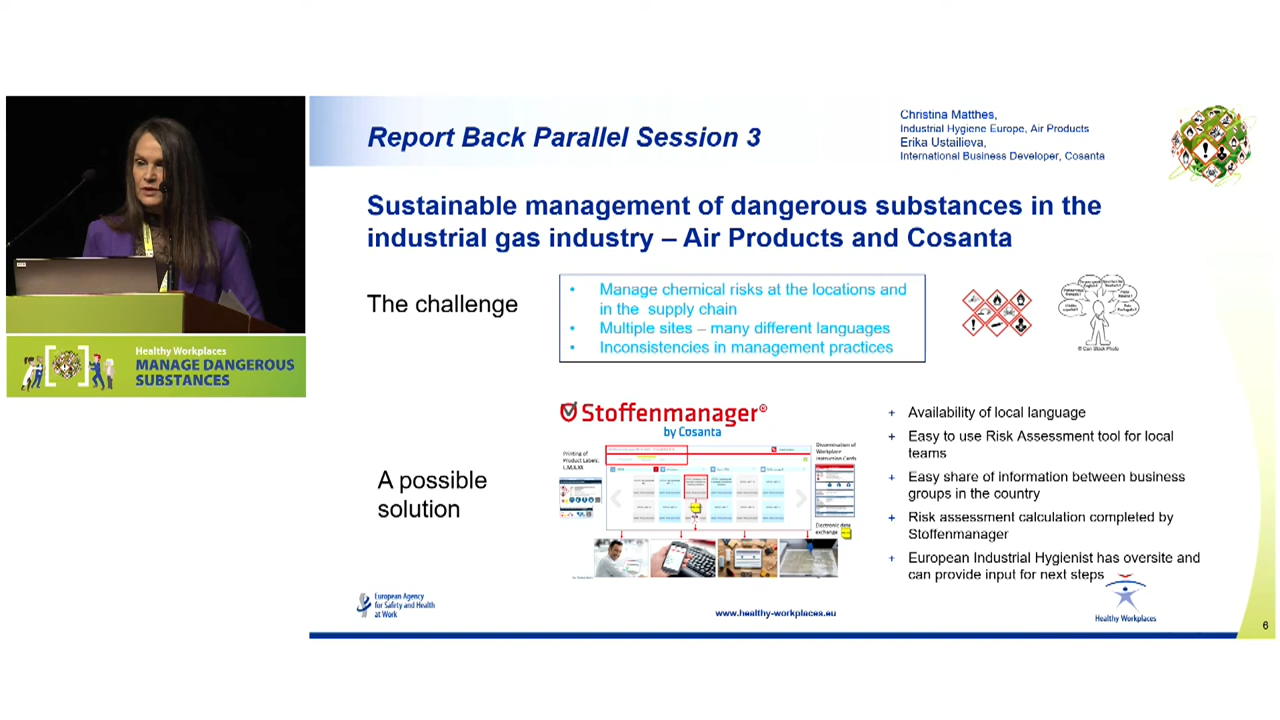 Report Back Parallel Session 3
Christina Matthes,
Industrial Hygiene Europe, Air Products
Erika Ustailieva,
International Business Developer, Cosanta
Sustainable management of dangerous substances in the
industrial gas industry – Air Products and Cosanta
The challenge
• Manage chemical risks at the locations and
in the supply chain
• Multiple sites – many different languages
• Inconsistencies in management practices
© Can Stock Photo
Healthy Workplaces
MANAGE DANGEROUS
SUBSTANCES
Stoffenmanager®
by Cosanta
Printing of
Product Labels:
L,M,X,XS
Dissemination of
Workplace
Instruction Cards
Electronic data
exchange
A possible
solution
+ Availability of local language
+ Easy to use Risk Assessment tool for local
teams
+ Easy share of information between business
groups in the country
+ Risk assessment calculation completed by
Stoffenmanager
+ European Industrial Hygienist has oversite and
can provide input for next steps
European Agency
for Safety and Health
at Work
www.healthy-workplaces.eu
Healthy Workplaces
6